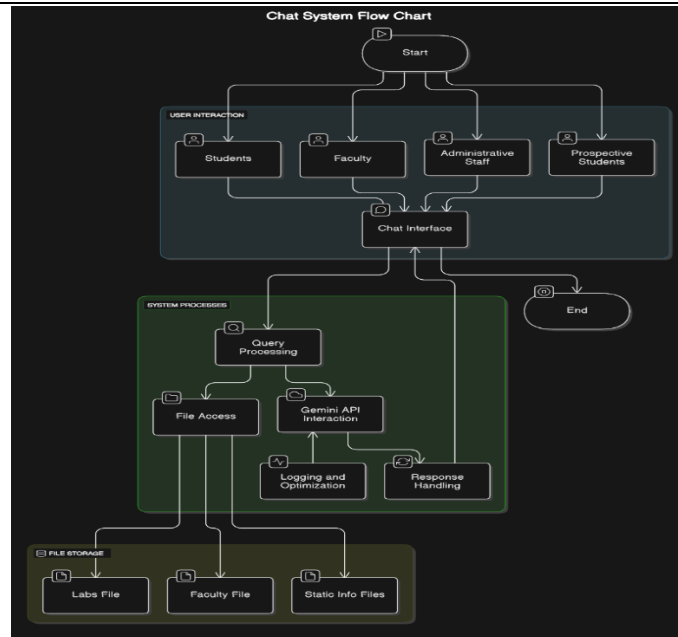 Chat System Flow Chart
Start
USER INTERACTION
Students
Faculty
Administrative
Staff
Prospective
Students
Chat Interface
End
SYSTEM PROCESSES
Query
Processing
File Access
Gemini API
Interaction
Logging and
Optimization
Response
Handling
FILE STORAGE
Labs File
Faculty File
Static Info Files